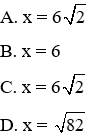 A. x = 6√2
B. x = 6
C. x = 6√2
D. x = √82